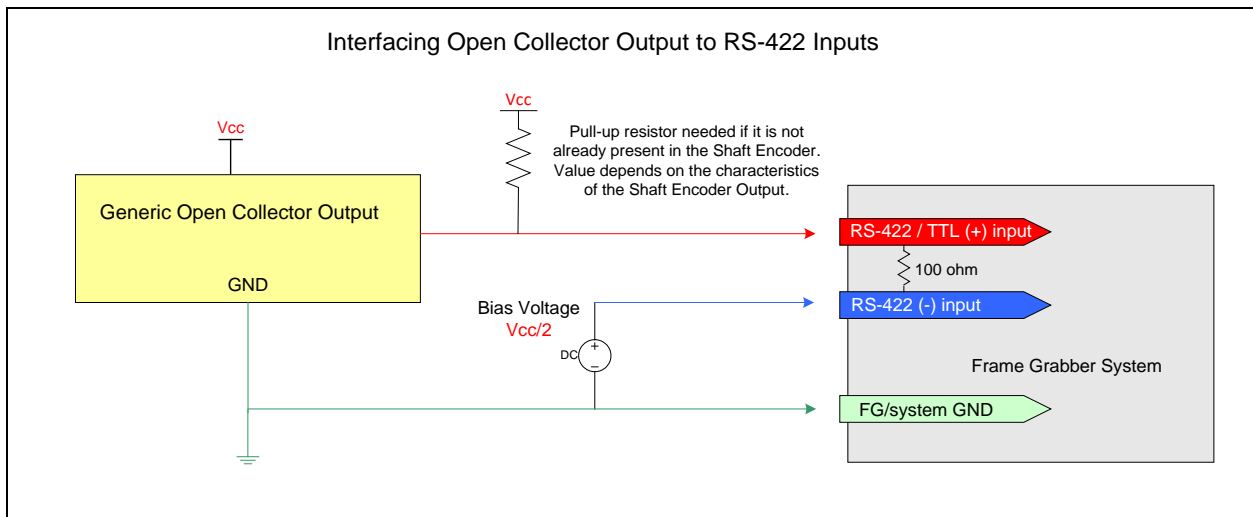 Interfacing Open Collector Output to RS-422 Inputs
Vcc
Vcc
Pull-up resistor needed if it is not
already present in the Shaft Encoder.
Value depends on the characteristics
of the Shaft Encoder Output.
Generic Open Collector Output
GND
RS-422 / TTL (+) input
100 ohm
RS-422 (-) input
Bias Voltage
Vcc/2
DC
+
−
Frame Grabber System
FG/system GND